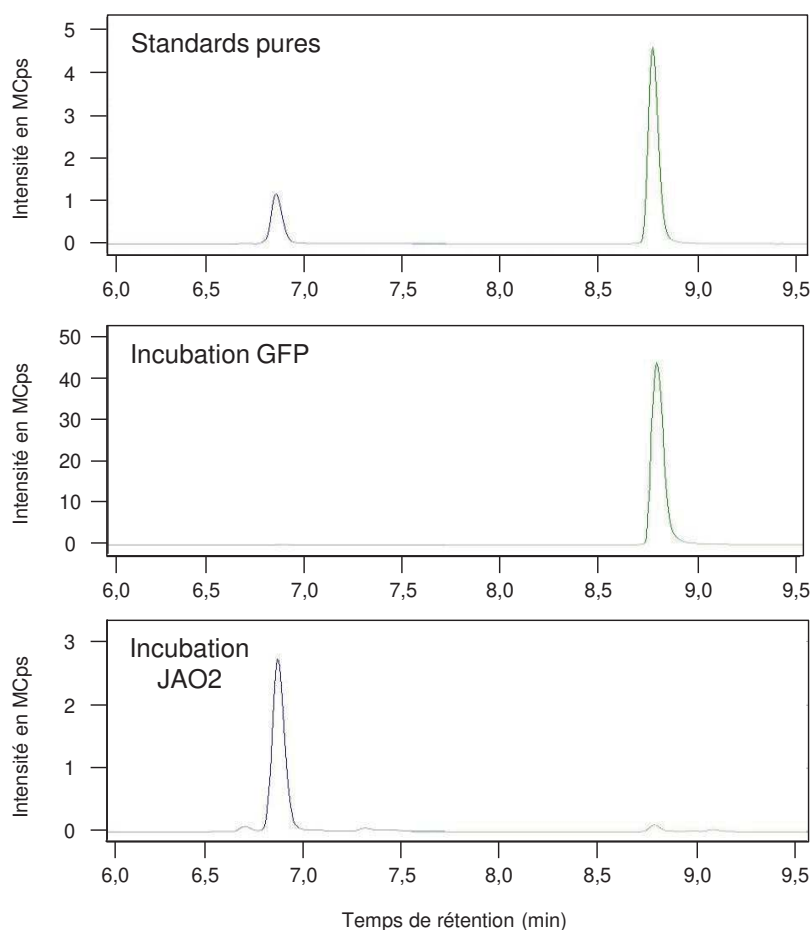 Intensité en MCps
5
4
3
2
1
0
Standards pures
6,0 6,5 7,0 7,5 8,0 8,5 9,0 9,5
Intensité en MCps
50
40
30
20
10
0
Incubation GFP
6,0 6,5 7,0 7,5 8,0 8,5 9,0 9,5
Intensité en MCps
3
2
1
0
Incubation
JAO2
6,0 6,5 7,0 7,5 8,0 8,5 9,0 9,5
Temps de rétention (min)